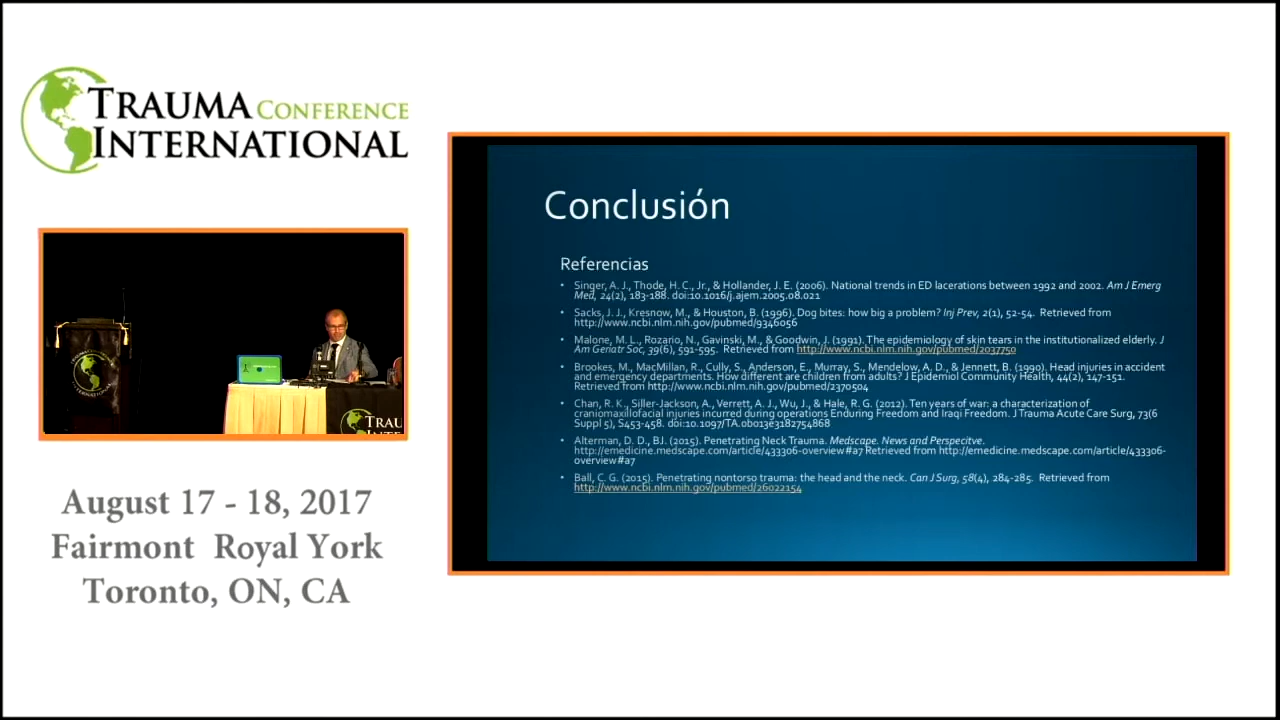 TRAUMA CONFERENCE
INTERNATIONAL
TRAUMA
INTERNATIONAL
TRAUM
INTE
August 17 - 18, 2017
Fairmont Royal York
Toronto, ON, CA
Conclusión
Referencias
• Singer, A. J., Thode, H. C., Jr., & Hollander, J. E. (2006). National trends in ED lacerations between 1992 and 2002. Am J Emerg
Med, 24(2), 183-188. doi:10.1016/j.ajem.2005.08.021
• Sacks, J. J., Kresnow, M., & Houston, B. (1996). Dog bites: how big a problem? Inj Prev, 2(1), 52-54. Retrieved from
http://www.ncbi.nlm.nih.gov/pubmed/9346056
• Malone, M. L., Rozario, N., Gavinski, M., & Goodwin, J. (1991). The epidemiology of skin tears in the institutionalized elderly. J
Am Geriatr Soc, 39(6), 591-595. Retrieved from http://www.ncbi.nlm.nih.gov/pubmed/2037750
• Brookes, M., MacMillan, R., Cully, S., Anderson, E., Murray, S., Mendelow, A. D., & Jennett, B. (1990). Head injuries in accident
and emergency departments. How different are children from adults? J Epidemiol Community Health, 44(2), 147-151.
Retrieved from http://www.ncbi.nlm.nih.gov/pubmed/2370504
• Chan, R. K., Siller-Jackson, A., Verrett, A. J., Wu, J., & Hale, R. G. (2012). Ten years of war: a characterization of
craniomaxillofacial injuries incurred during operations Enduring Freedom and Iraqi Freedom. J Trauma Acute Care Surg, 73(6
Suppl 5), S453-458. doi:10.1097/TA.0b013e3182754868
• Alterman, D. D., BJ. (2015). Penetrating Neck Trauma. Medscape. News and Perspecitve.
http://emedicine.medscape.com/article/433306-overview#a7 Retrieved from http://emedicine.medscape.com/article/433306-
overview#a7
• Ball, C. G. (2015). Penetrating nontorso trauma: the head and the neck. Can J Surg, 58(4), 284-285. Retrieved from
http://www.ncbi.nlm.nih.gov/pubmed/26022154